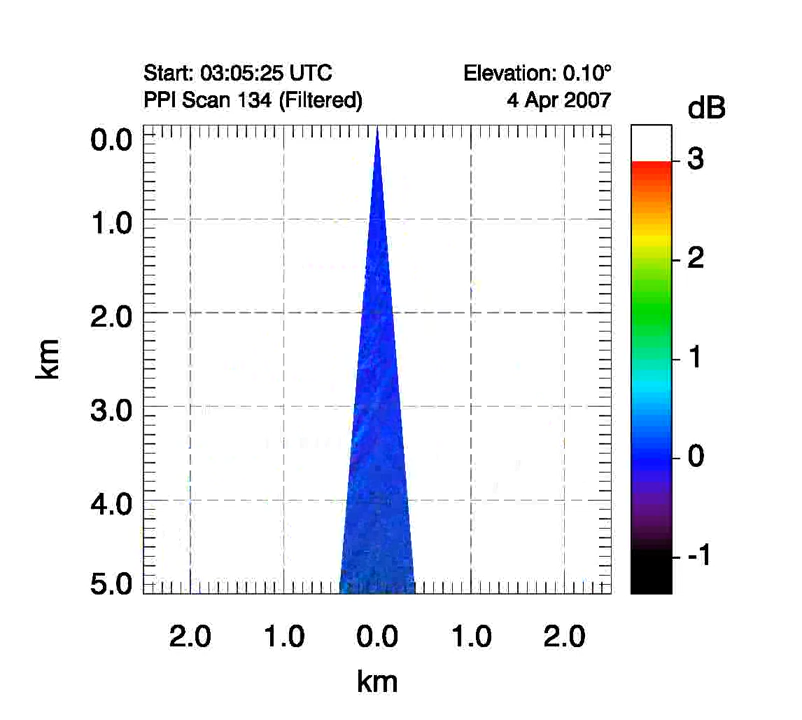 Start: 03:05:25 UTC
Elevation: 0.10°
PPI Scan 134 (Filtered)
4 Apr 2007
dB
0.0
1.0
2.0
3.0
4.0
5.0
km
2.0 1.0 0.0 1.0 2.0
km
3
2
1
0
-1